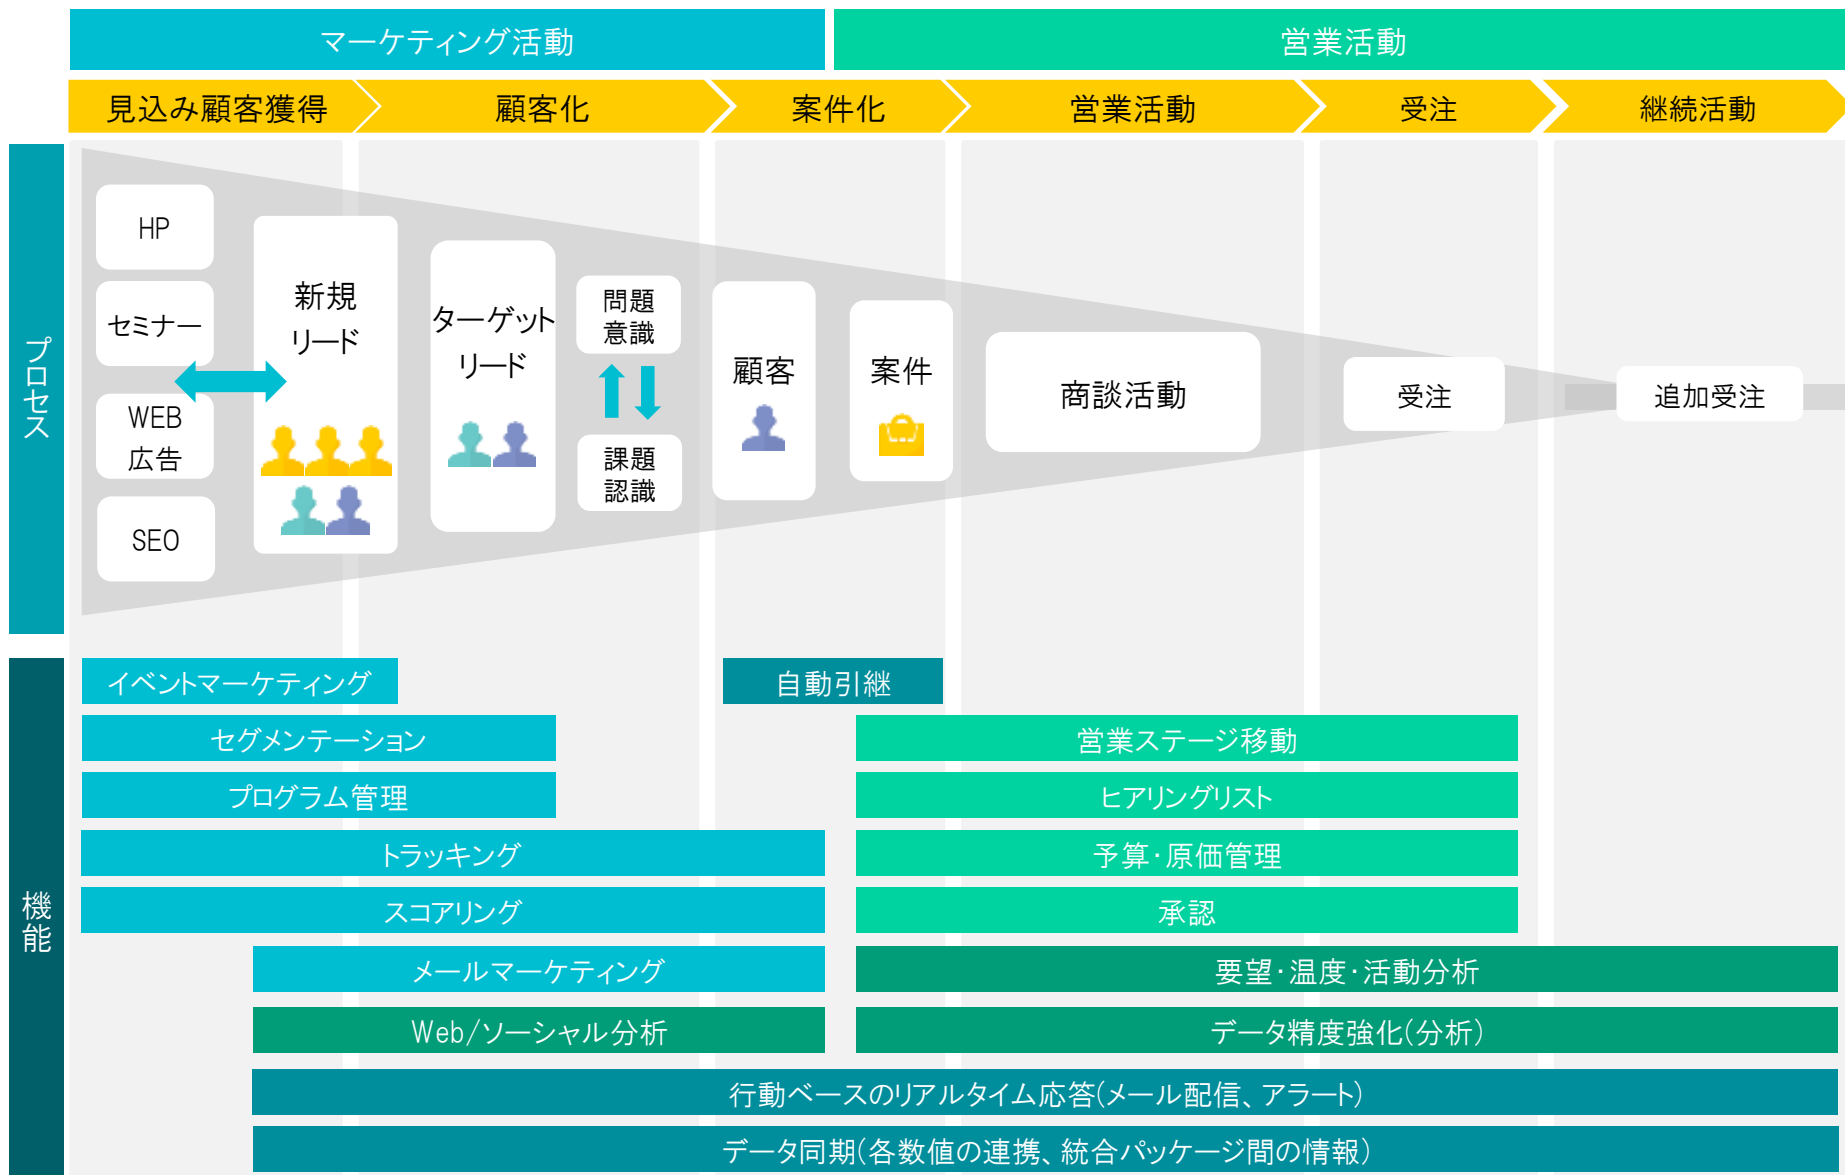 マーケティング活動
営業活動
見込み顧客獲得
顧客化
案件化
営業活動
受注
継続活動
プロセス
HP
セミナー
WEB
広告
SEO
新規
リード
ターゲット
リード
問題
意識
課題
認識
顧客
案件
商談活動
受注
追加受注
機能
イベントマーケティング
自動引継
セグメンテーション
営業ステージ移動
プログラム管理
ヒアリングリスト
トラッキング
予算・原価管理
スコアリング
承認
メールマーケティング
要望・温度・活動分析
Web/ソーシャル分析
データ精度強化(分析)
行動ベースのリアルタイム応答(メール配信、アラート)
データ同期(各数値の連携、統合パッケージ間の情報)